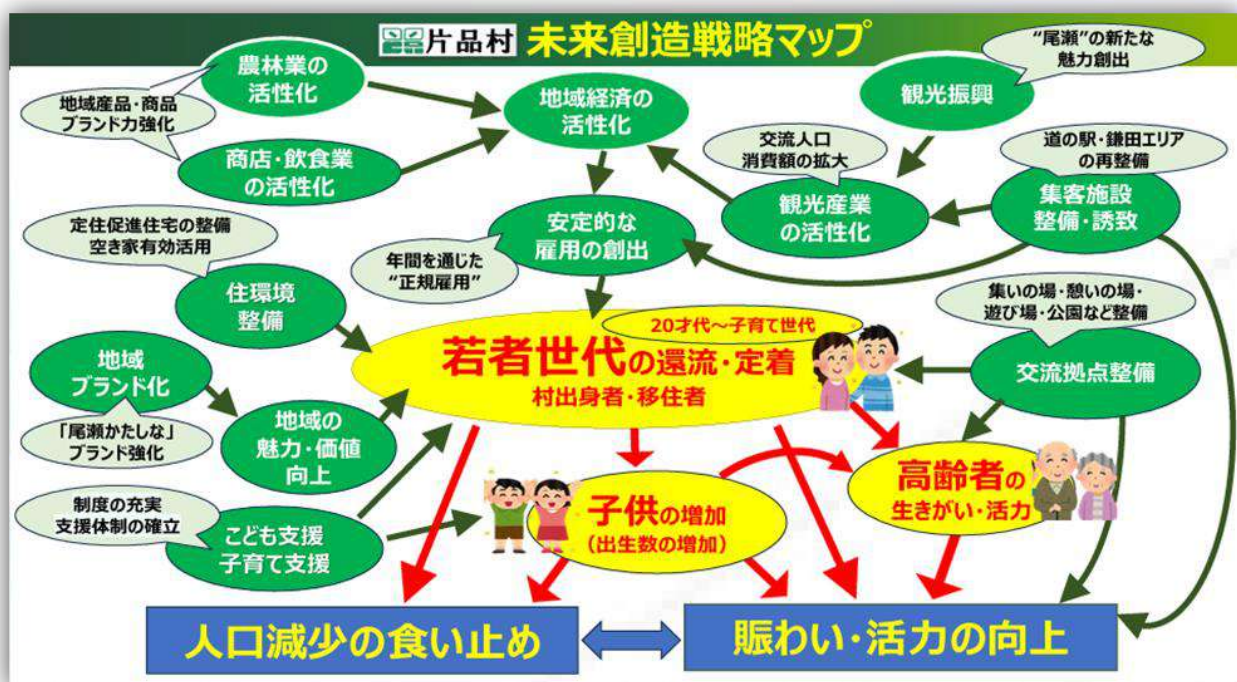 片品村 未来創造戦略マップ
農林業の
活性化
地域産品・商品
ブランド力強化
商店・飲食業
の活性化
地域経済の
活性化
観光振興
“尾瀬”の新たな
魅力創出
交流人口
消費額の拡大
観光産業
の活性化
道の駅・鎌田エリア
の再整備
集客施設
整備・誘致
定住促進住宅の整備
空き家有効活用
住環境
整備
安定的な
雇用の創出
年間を通じた
“正規雇用”
20才代～子育て世代
若者世代の還流・定着
村出身者・移住者
集いの場・憩いの場・
遊び場・公園など整備
交流拠点整備
地域
ブランド化
「尾瀬かたしな」
ブランド強化
地域の
魅力・価値
向上
制度の充実
支援体制の確立
こども支援
子育て支援
子供の増加
（出生数の増加）
高齢者の
生きがい・活力
人口減少の食い止め
賑わい・活力の向上